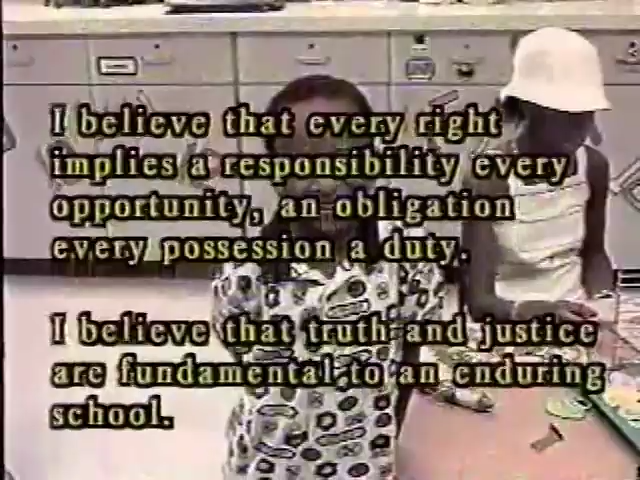 I believe that every right
implies a responsibility every
opportunity, an obligation
every possession a duty.
I believe that truth and justice
are fundamental to an enduring
school.